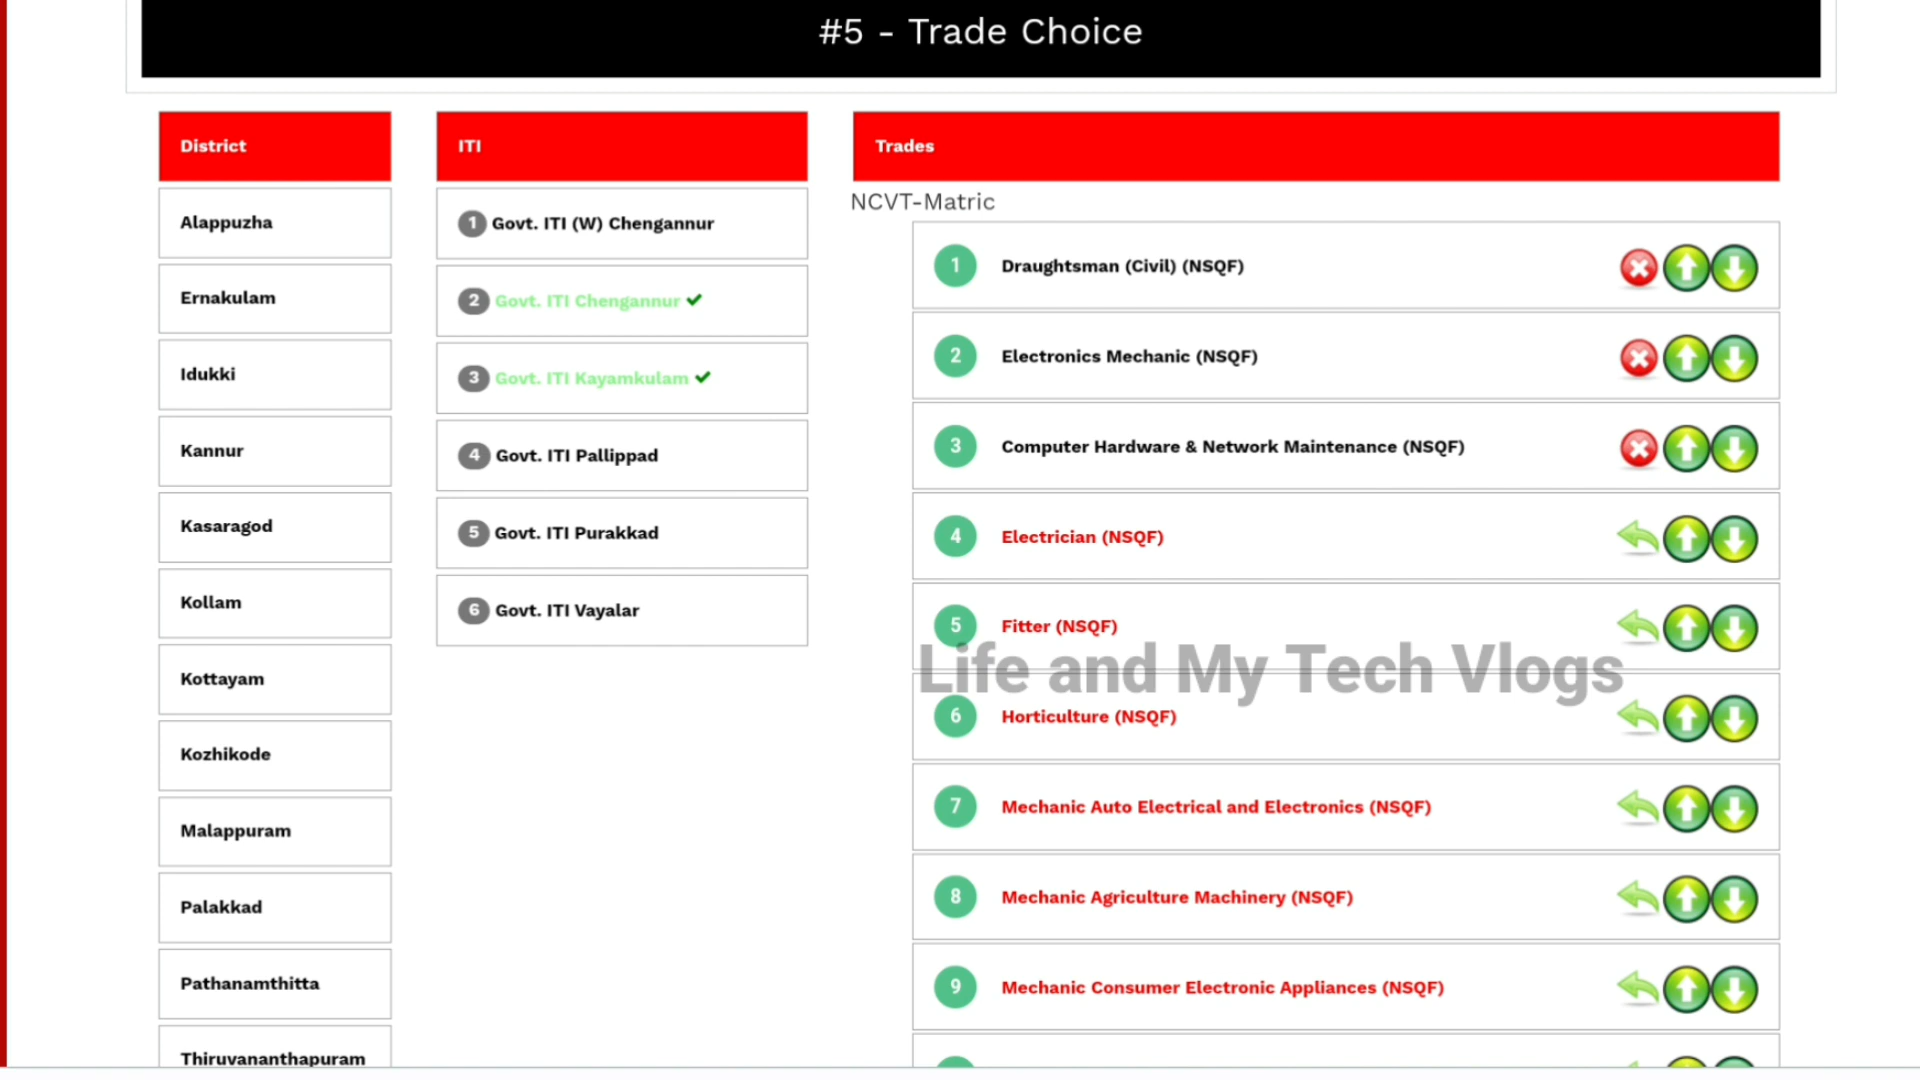 #5 - Trade Choice
District
Alappuzha
Ernakulam
Idukki
Kannur
Kasaragod
Kollam
Kottayam
Kozhikode
Malappuram
Palakkad
Pathanamthitta
Thiruvananthapuram
ITI
1 Govt. ITI (W) Chengannur
2 Govt. ITI Chengannur
3 Govt. ITI Kayamkulam
4 Govt. ITI Pallippad
5 Govt. ITI Purakkad
6 Govt. ITI Vayalar
Trades
NCVT-Matric
1 Draughtsman (Civil) (NSQF)
2 Electronics Mechanic (NSQF)
3 Computer Hardware & Network Maintenance (NSQF)
4 Electrician (NSQF)
5 Fitter (NSQF)
Life and My Tech Vlogs
6 Horticulture (NSQF)
7 Mechanic Auto Electrical and Electronics (NSQF)
8 Mechanic Agriculture Machinery (NSQF)
9 Mechanic Consumer Electronic Appliances (NSQF)